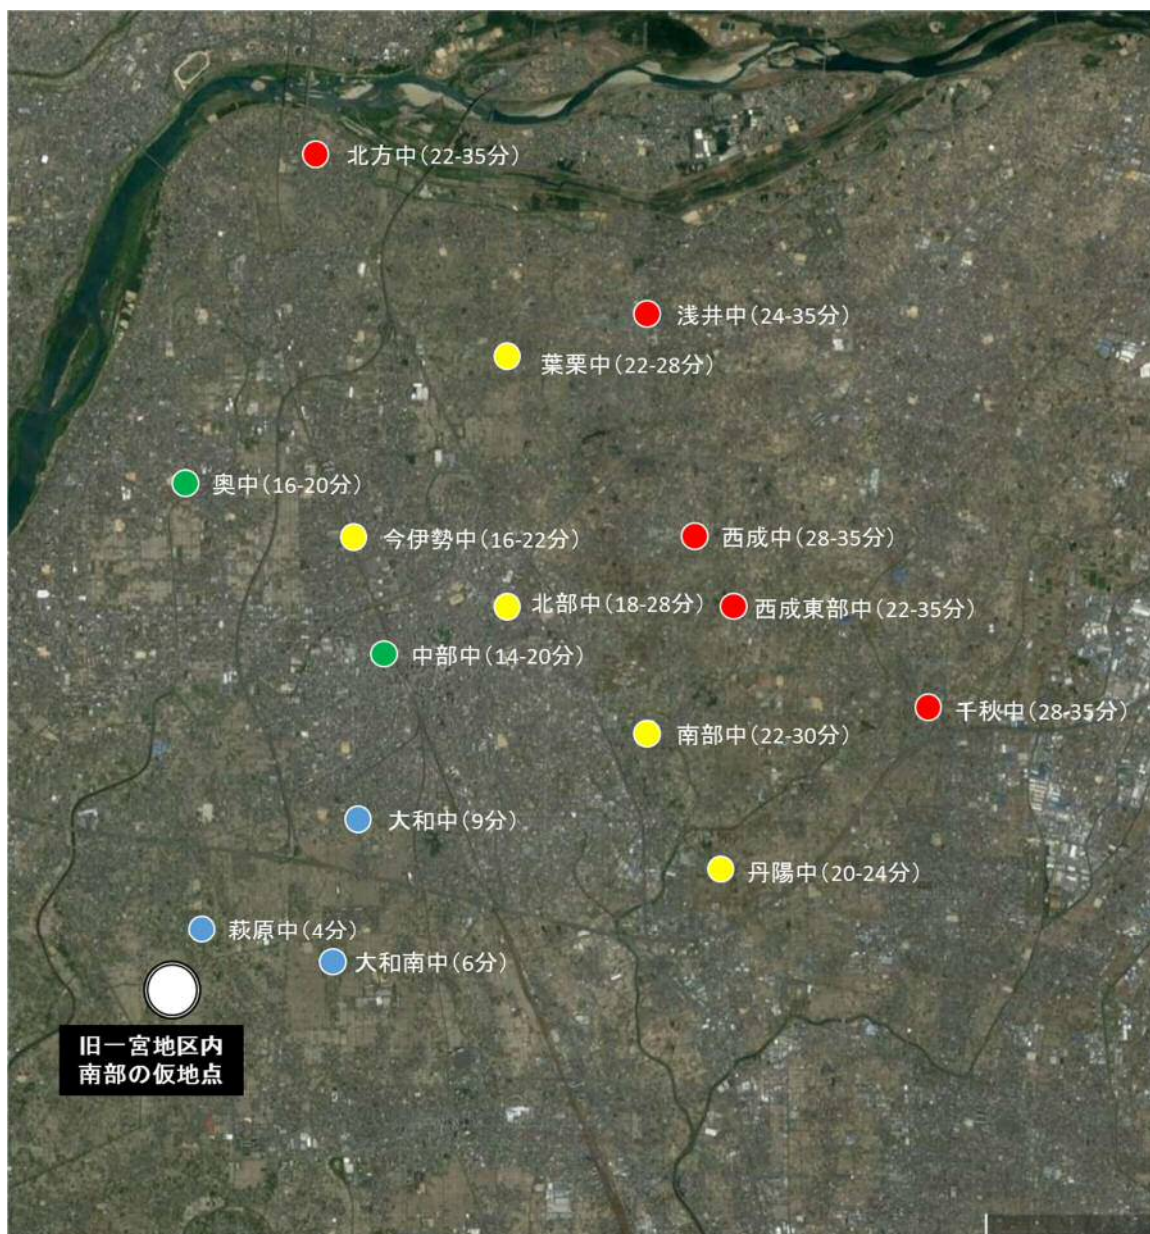 北方中（22-35分）
浅井中（24-35分）
葉栗中（22-28分）
奥中（16-20分）
今伊勢中（16-22分）
西成中（28-35分）
北部中（18-28分）
西成東部中（22-35分）
中部中（14-20分）
千秋中（28-35分）
南部中（22-30分）
大和中（9分）
丹陽中（20-24分）
萩原中（4分）
大和南中（6分）
旧一宮地区内
南部の仮地点